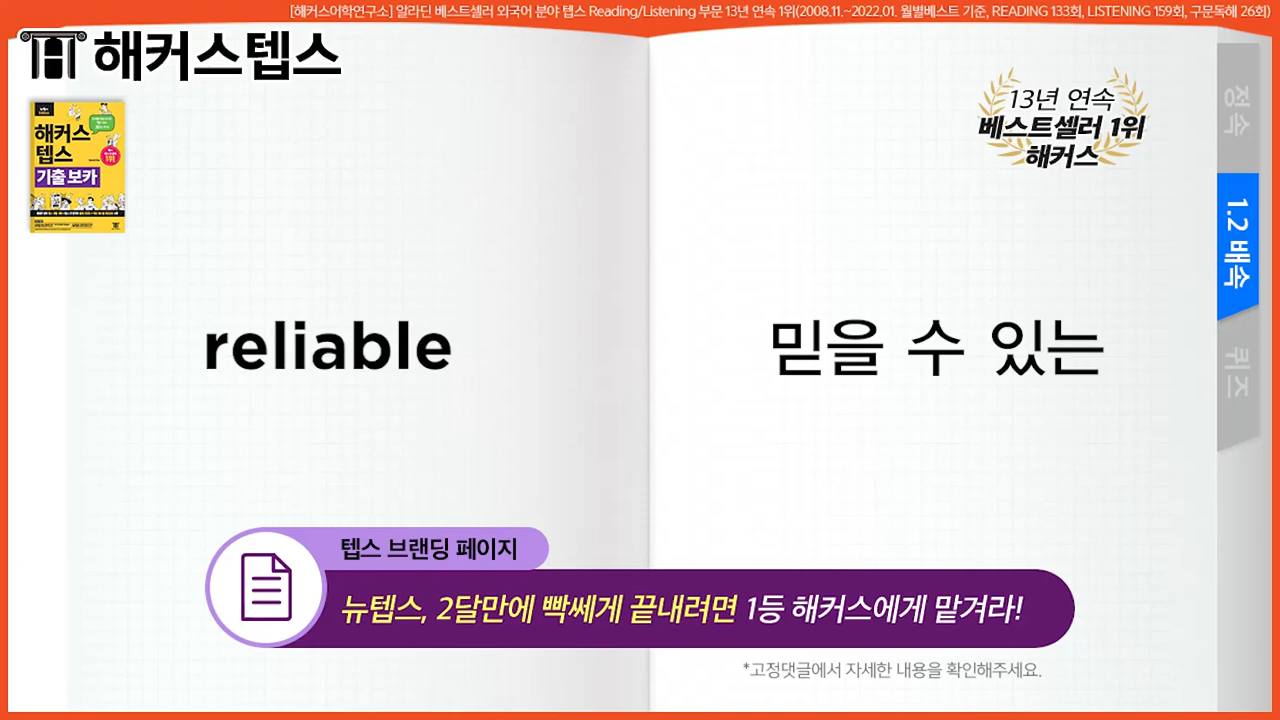 [해커스어학연구소] 알라딘 베스트셀러 외국어 분야 텝스 Reading/Listening 부문 13년 연속 1위(2008.11.~2022.01. 월별베스트 기준, READING 133회, LISTENING 159회, 구문독해 26회)
해커스텝스
해커스
텝스
기출보카
13년 연속
베스트셀러 1위
해커스
정속
1.2 배속
퀴즈
reliable
믿을 수 있는
텝스 브랜딩 페이지
뉴텝스, 2달만에 빡쎄게 끝내려면 1등 해커스에게 맡겨라!
*고정댓글에서 자세한 내용을 확인해주세요.